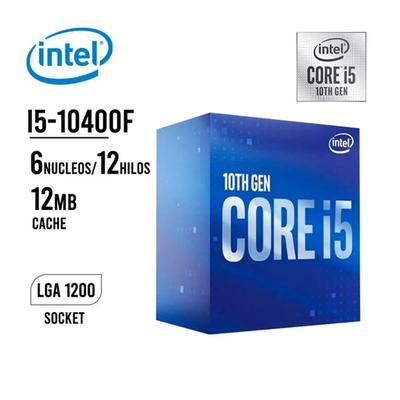 intel
intel
CORE i5
10TH GEN
I5-10400F
6NUCLEOS/12HILOS
12MB
CACHE
intel
10TH GEN
CORE i5
LGA 1200
SOCKET